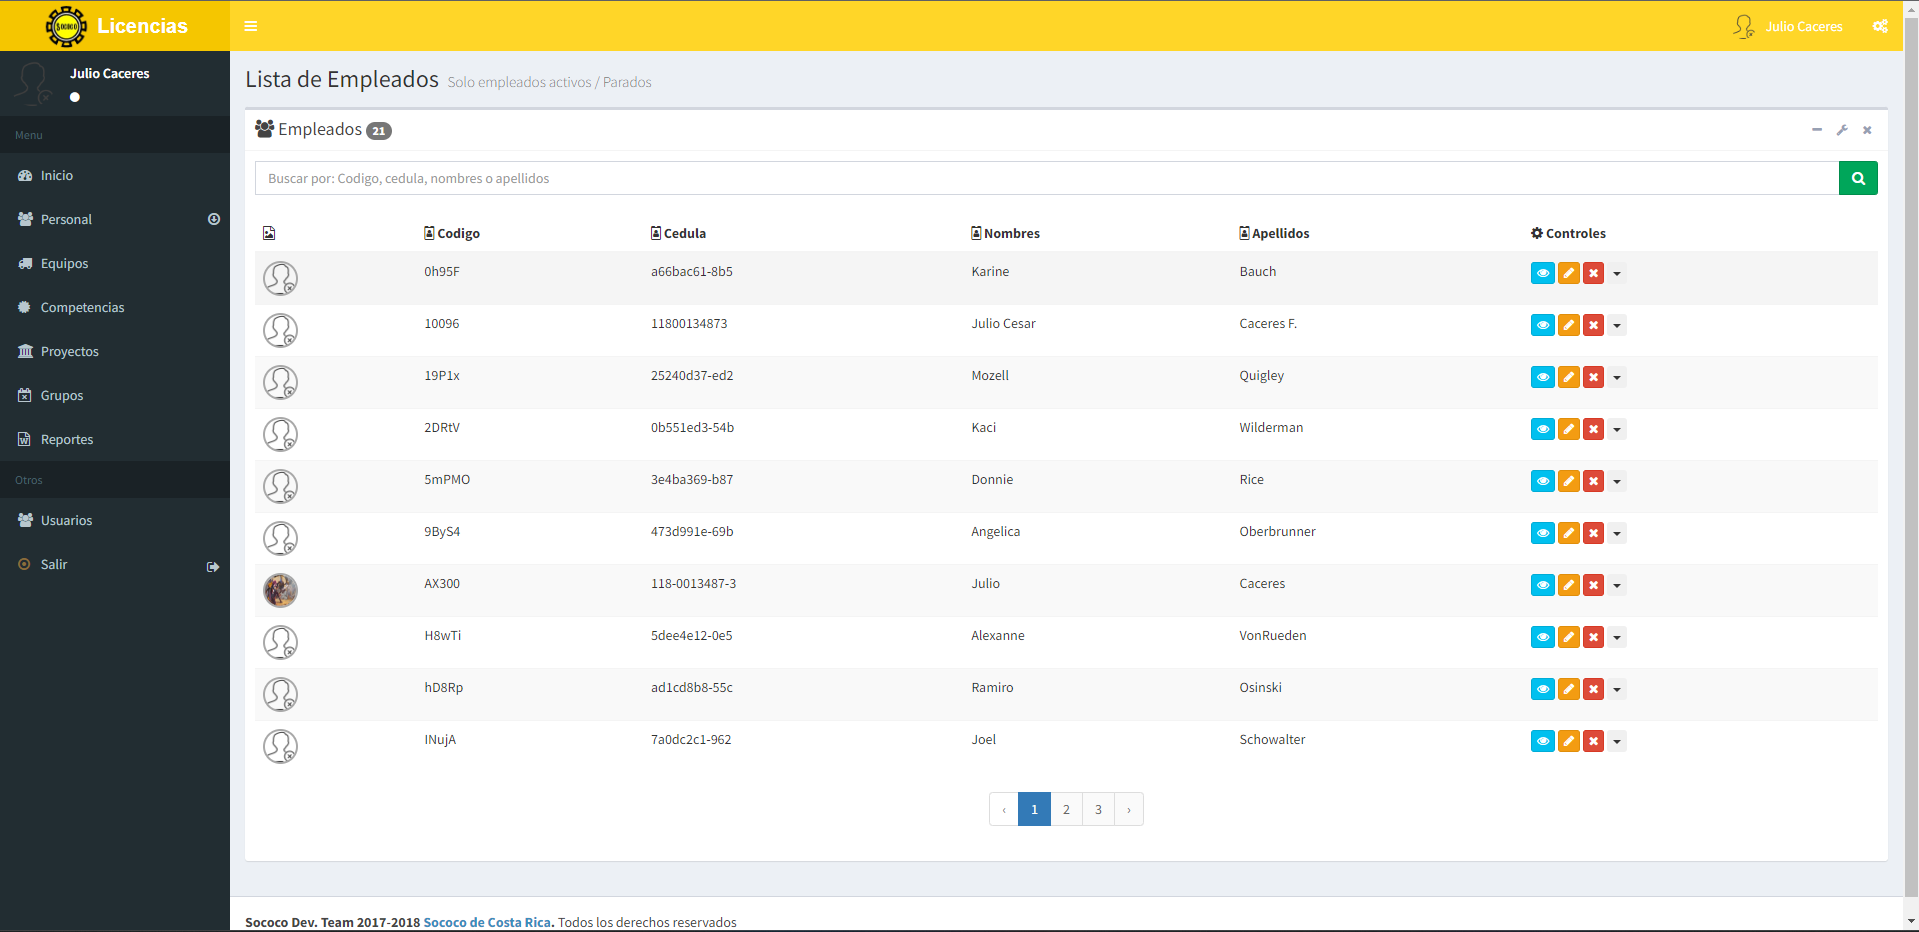 SOCOCO Licencias
Julio Caceres
Julio Caceres
Menu
Inicio
Personal
Equipos
Competencias
Proyectos
Grupos
Reportes
Otros
Usuarios
Salir
Lista de Empleados Solo empleados activos / Parados
Empleados 21
Buscar por: Codigo, cedula, nombres o apellidos
Codigo Cedula Nombres Apellidos Controles
0h95F a66bac61-8b5 Karine Bauch
10096 11800134873 Julio Cesar Caceres F.
19P1x 25240d37-ed2 Mozell Quigley
2DRtV 0b551ed3-54b Kaci Wilderman
5mPMO 3e4ba369-b87 Donnie Rice
9ByS4 473d991e-69b Angelica Oberbrunner
AX300 118-0013487-3 Julio Caceres
H8wTi 5dee4e12-0e5 Alexanne VonRueden
hD8Rp ad1cd8b8-55c Ramiro Osinski
INujA 7a0dc2c1-962 Joel Schowalter
‹ 1 2 3 ›
Sococo Dev. Team 2017-2018 Sococo de Costa Rica. Todos los derechos reservados